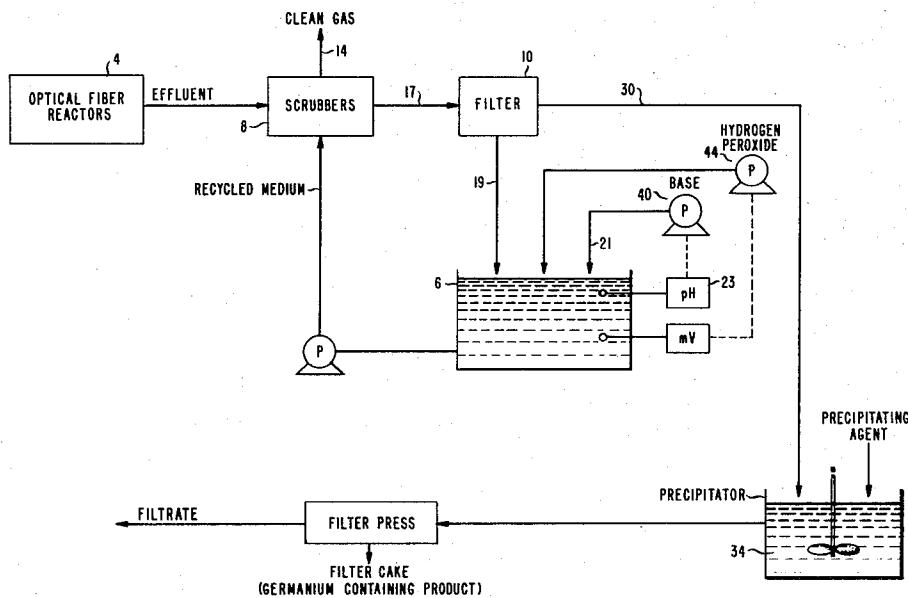 CLEAN GAS
14
4
OPTICAL FIBER
REACTORS
EFFLUENT
SCRUBBERS
8
17
10
FILTER
30
RECYCLED MEDIUM
19
HYDROGEN
PEROXIDE
44
P
BASE
40
P
21
6
pH
23
mV
P
PRECIPITATING
AGENT
PRECIPITATOR
34
FILTRATE
FILTER PRESS
FILTER CAKE
(GERMANIUM CONTAINING PRODUCT)